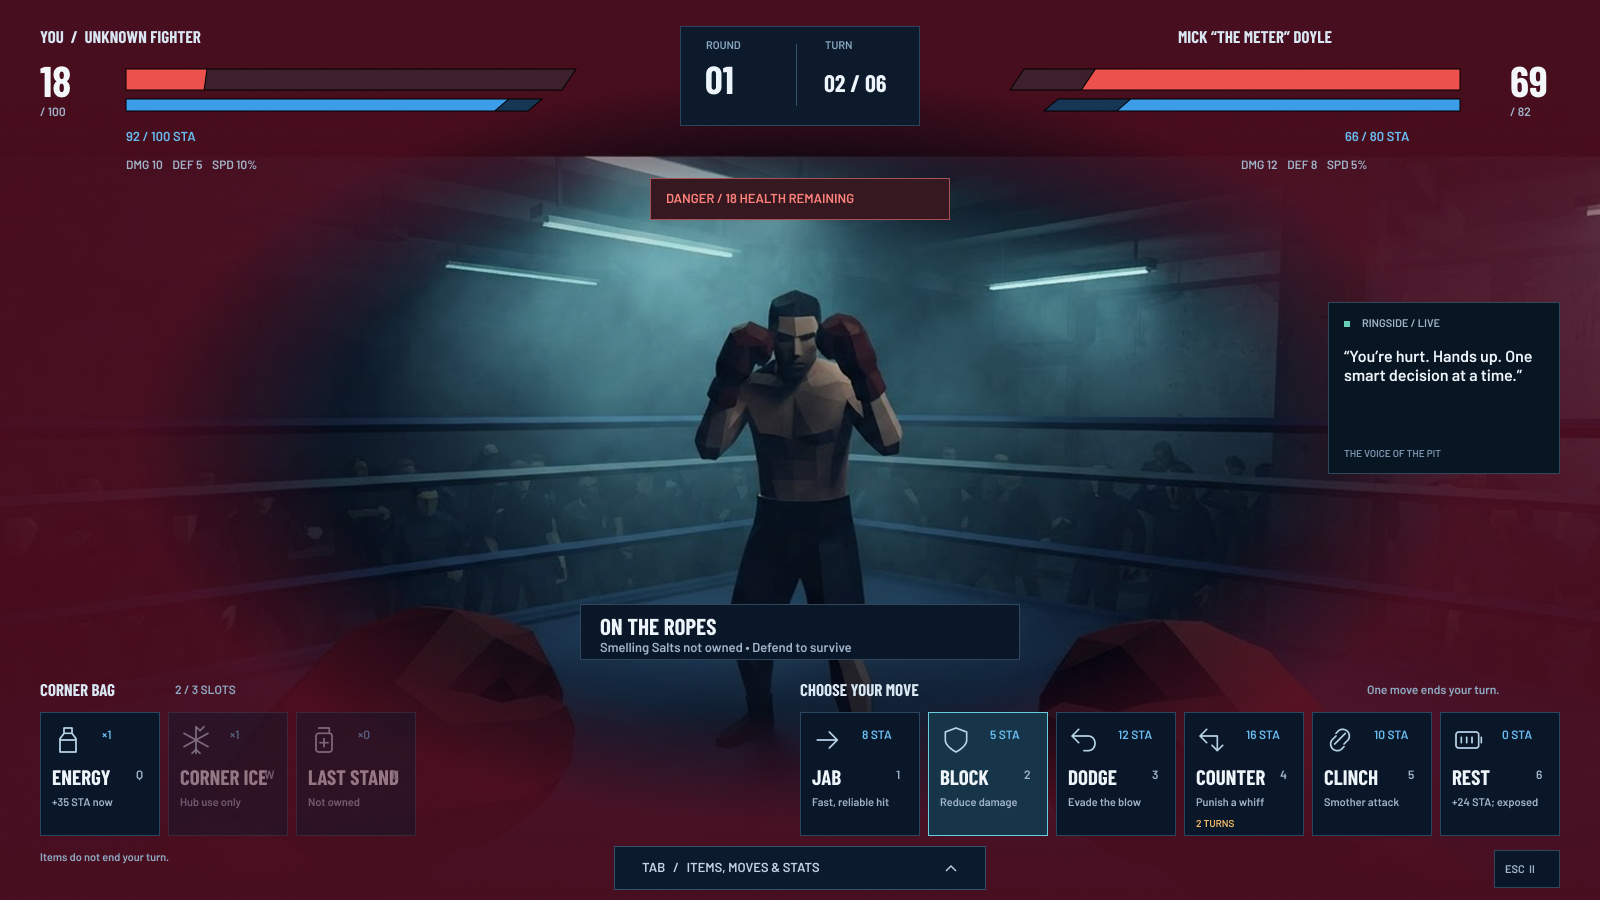 YOU / UNKNOWN FIGHTER
18
/ 100
92 / 100 STA
DMG 10 DEF 5 SPD 10%
ROUND
01
TURN
02 / 06
MICK “THE METER” DOYLE
69
/ 82
66 / 80 STA
DMG 12 DEF 8 SPD 5%
DANGER / 18 HEALTH REMAINING
RINGSIDE / LIVE
“You’re hurt. Hands up. One
smart decision at a time.”
THE VOICE OF THE PIT
ON THE ROPES
Smelling Salts not owned • Defend to survive
CORNER BAG
2 / 3 SLOTS
×1
ENERGY Q
+35 STA now
×1
CORNER ICE W
Hub use only
×0
LAST STAND
Not owned
Items do not end your turn.
CHOOSE YOUR MOVE
One move ends your turn.
8 STA
JAB 1
Fast, reliable hit
5 STA
BLOCK 2
Reduce damage
12 STA
DODGE 3
Evade the blow
16 STA
COUNTER 4
Punish a whiff
2 TURNS
10 STA
CLINCH 5
Smother attack
0 STA
REST 6
+24 STA; exposed
TAB / ITEMS, MOVES & STATS
ESC II